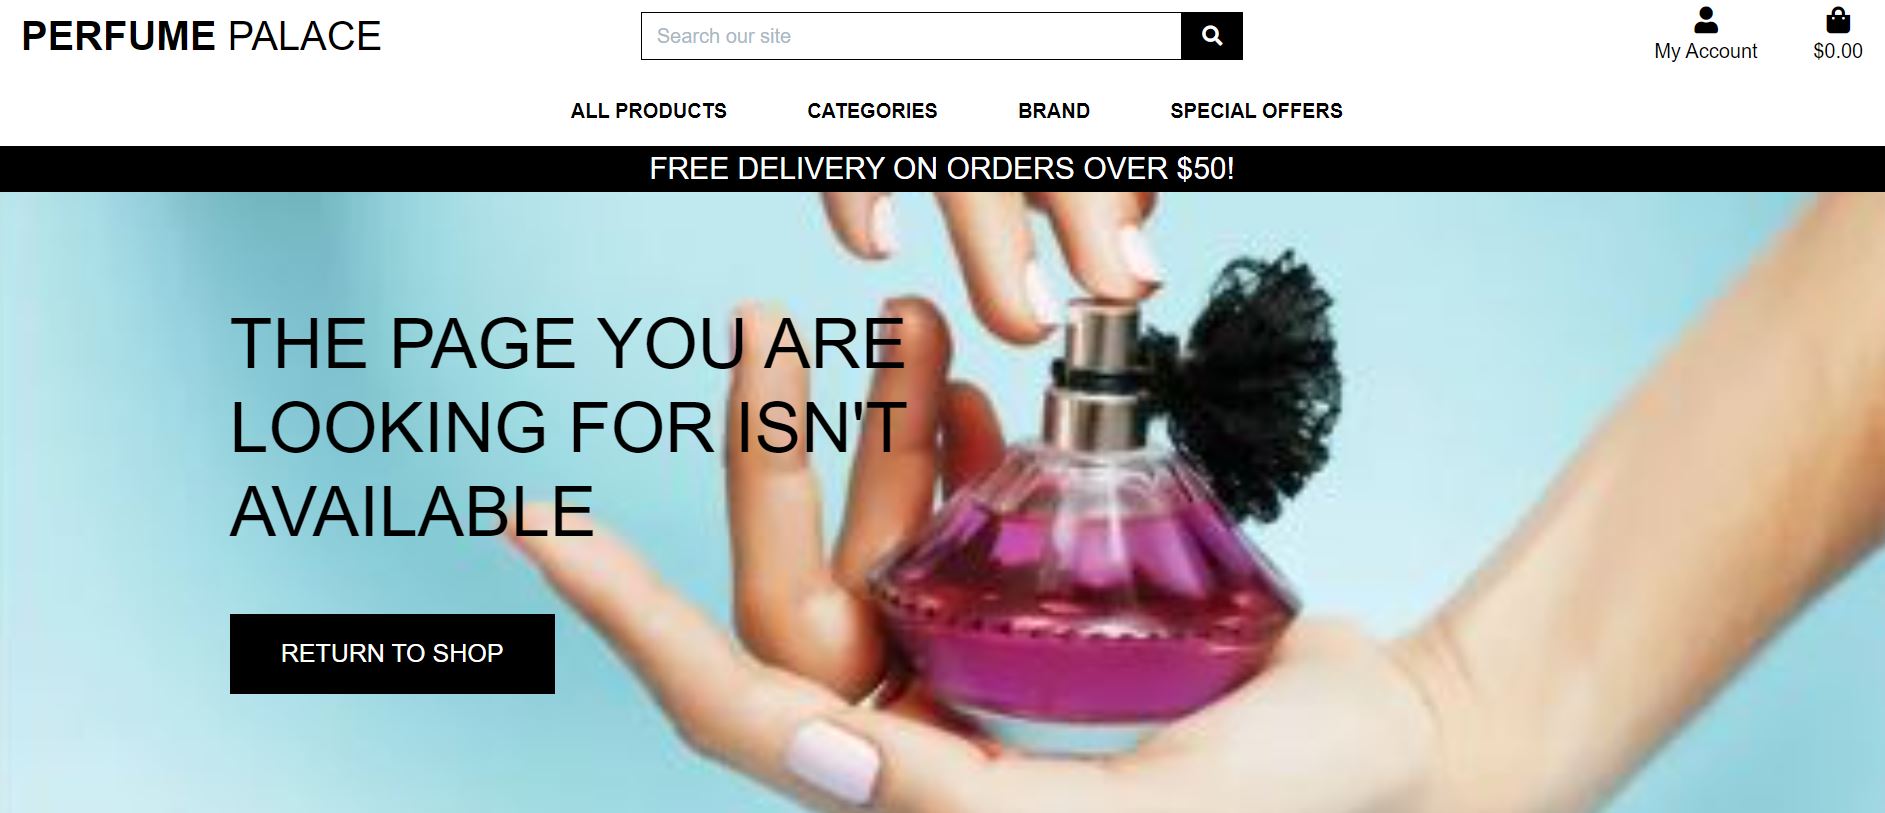 PERFUME PALACE
Search our site
My Account
$0.00
ALL PRODUCTS
CATEGORIES
BRAND
SPECIAL OFFERS
FREE DELIVERY ON ORDERS OVER $50!
THE PAGE YOU ARE
LOOKING FOR ISN'T
AVAILABLE
RETURN TO SHOP